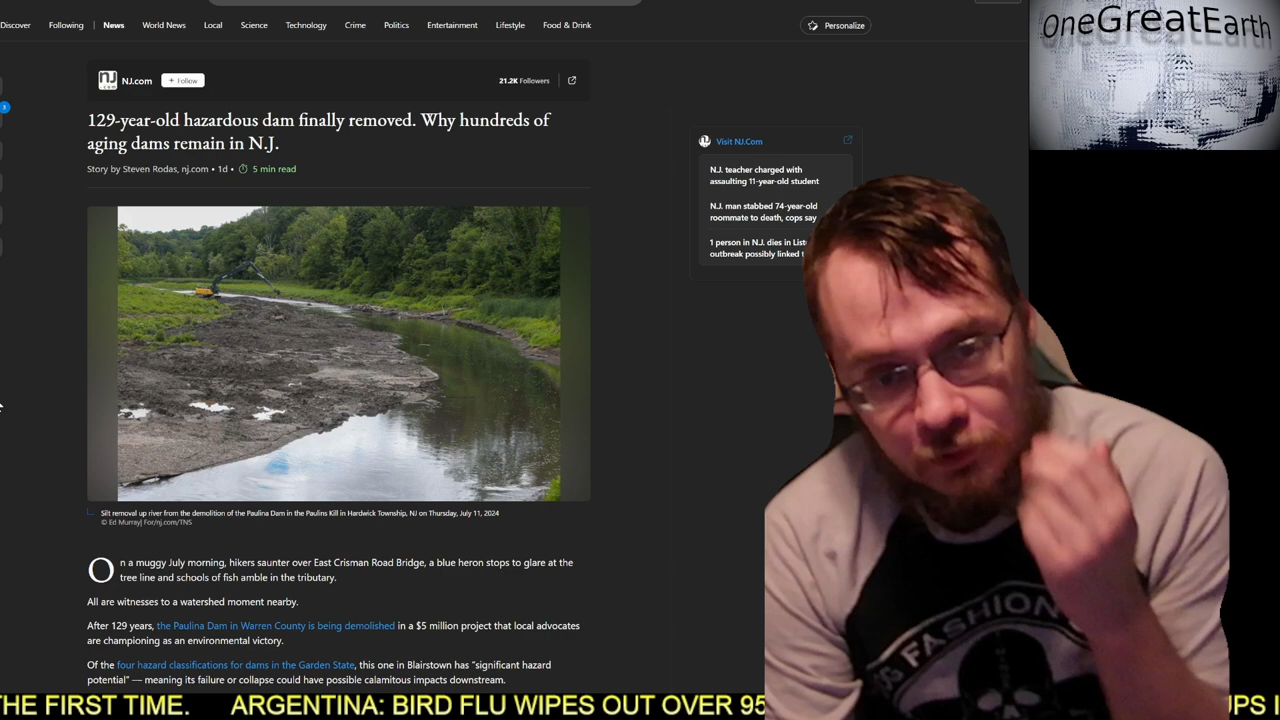 Discover Following News World News Local Science Technology Crime Politics Entertainment Lifestyle Food & Drink Personalize
OneGreatEarth
3
nj.com
NJ.com
+ Follow
21.2K Followers
129-year-old hazardous dam finally removed. Why hundreds of
aging dams remain in N.J.
Story by Steven Rodas, nj.com • 1d • 5 min read
Visit NJ.Com
N.J. teacher charged with
assaulting 11-year-old student
N.J. man stabbed 74-year-old
roommate to death, cops say
1 person in N.J. dies in
outbreak possibly linked
Silt removal up river from the demolition of the Paulina Dam in the Paulins Kill in Hardwick Township, NJ on Thursday, July 11, 2024
© Ed Murray| For/nj.com/TNS
On a muggy July morning, hikers saunter over East Crisman Road Bridge, a blue heron stops to glare at the
tree line and schools of fish amble in the tributary.
All are witnesses to a watershed moment nearby.
After 129 years, the Paulina Dam in Warren County is being demolished in a $5 million project that local advocates
are championing as an environmental victory.
Of the four hazard classifications for dams in the Garden State, this one in Blairstown has “significant hazard
potential” — meaning its failure or collapse could have possible calamitous impacts downstream.
FASHION
THE FIRST TIME. ARGENTINA: BIRD FLU WIPES OUT OVER 95